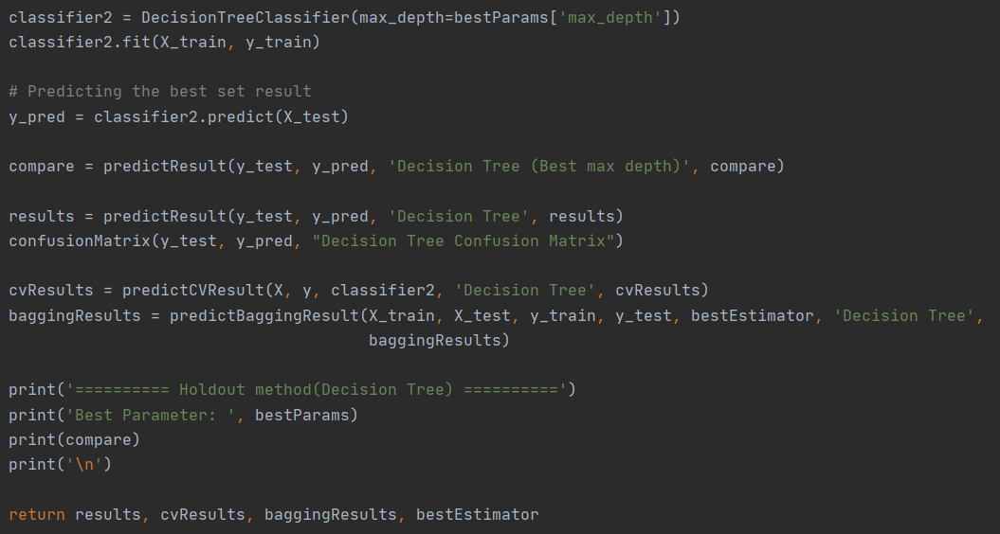 classifier2 = DecisionTreeClassifier(max_depth=bestParams['max_depth'])
classifier2.fit(X_train, y_train)
# Predicting the best set result
y_pred = classifier2.predict(X_test)
compare = predictResult(y_test, y_pred, 'Decision Tree (Best max depth)', compare)
results = predictResult(y_test, y_pred, 'Decision Tree', results)
confusionMatrix(y_test, y_pred, "Decision Tree Confusion Matrix")
cvResults = predictCVResult(X, y, classifier2, 'Decision Tree', cvResults)
baggingResults = predictBaggingResult(X_train, X_test, y_train, y_test, bestEstimator, 'Decision Tree',
baggingResults)
print('========== Holdout method(Decision Tree) ==========')
print('Best Parameter: ', bestParams)
print(compare)
print('\n')
return results, cvResults, baggingResults, bestEstimator